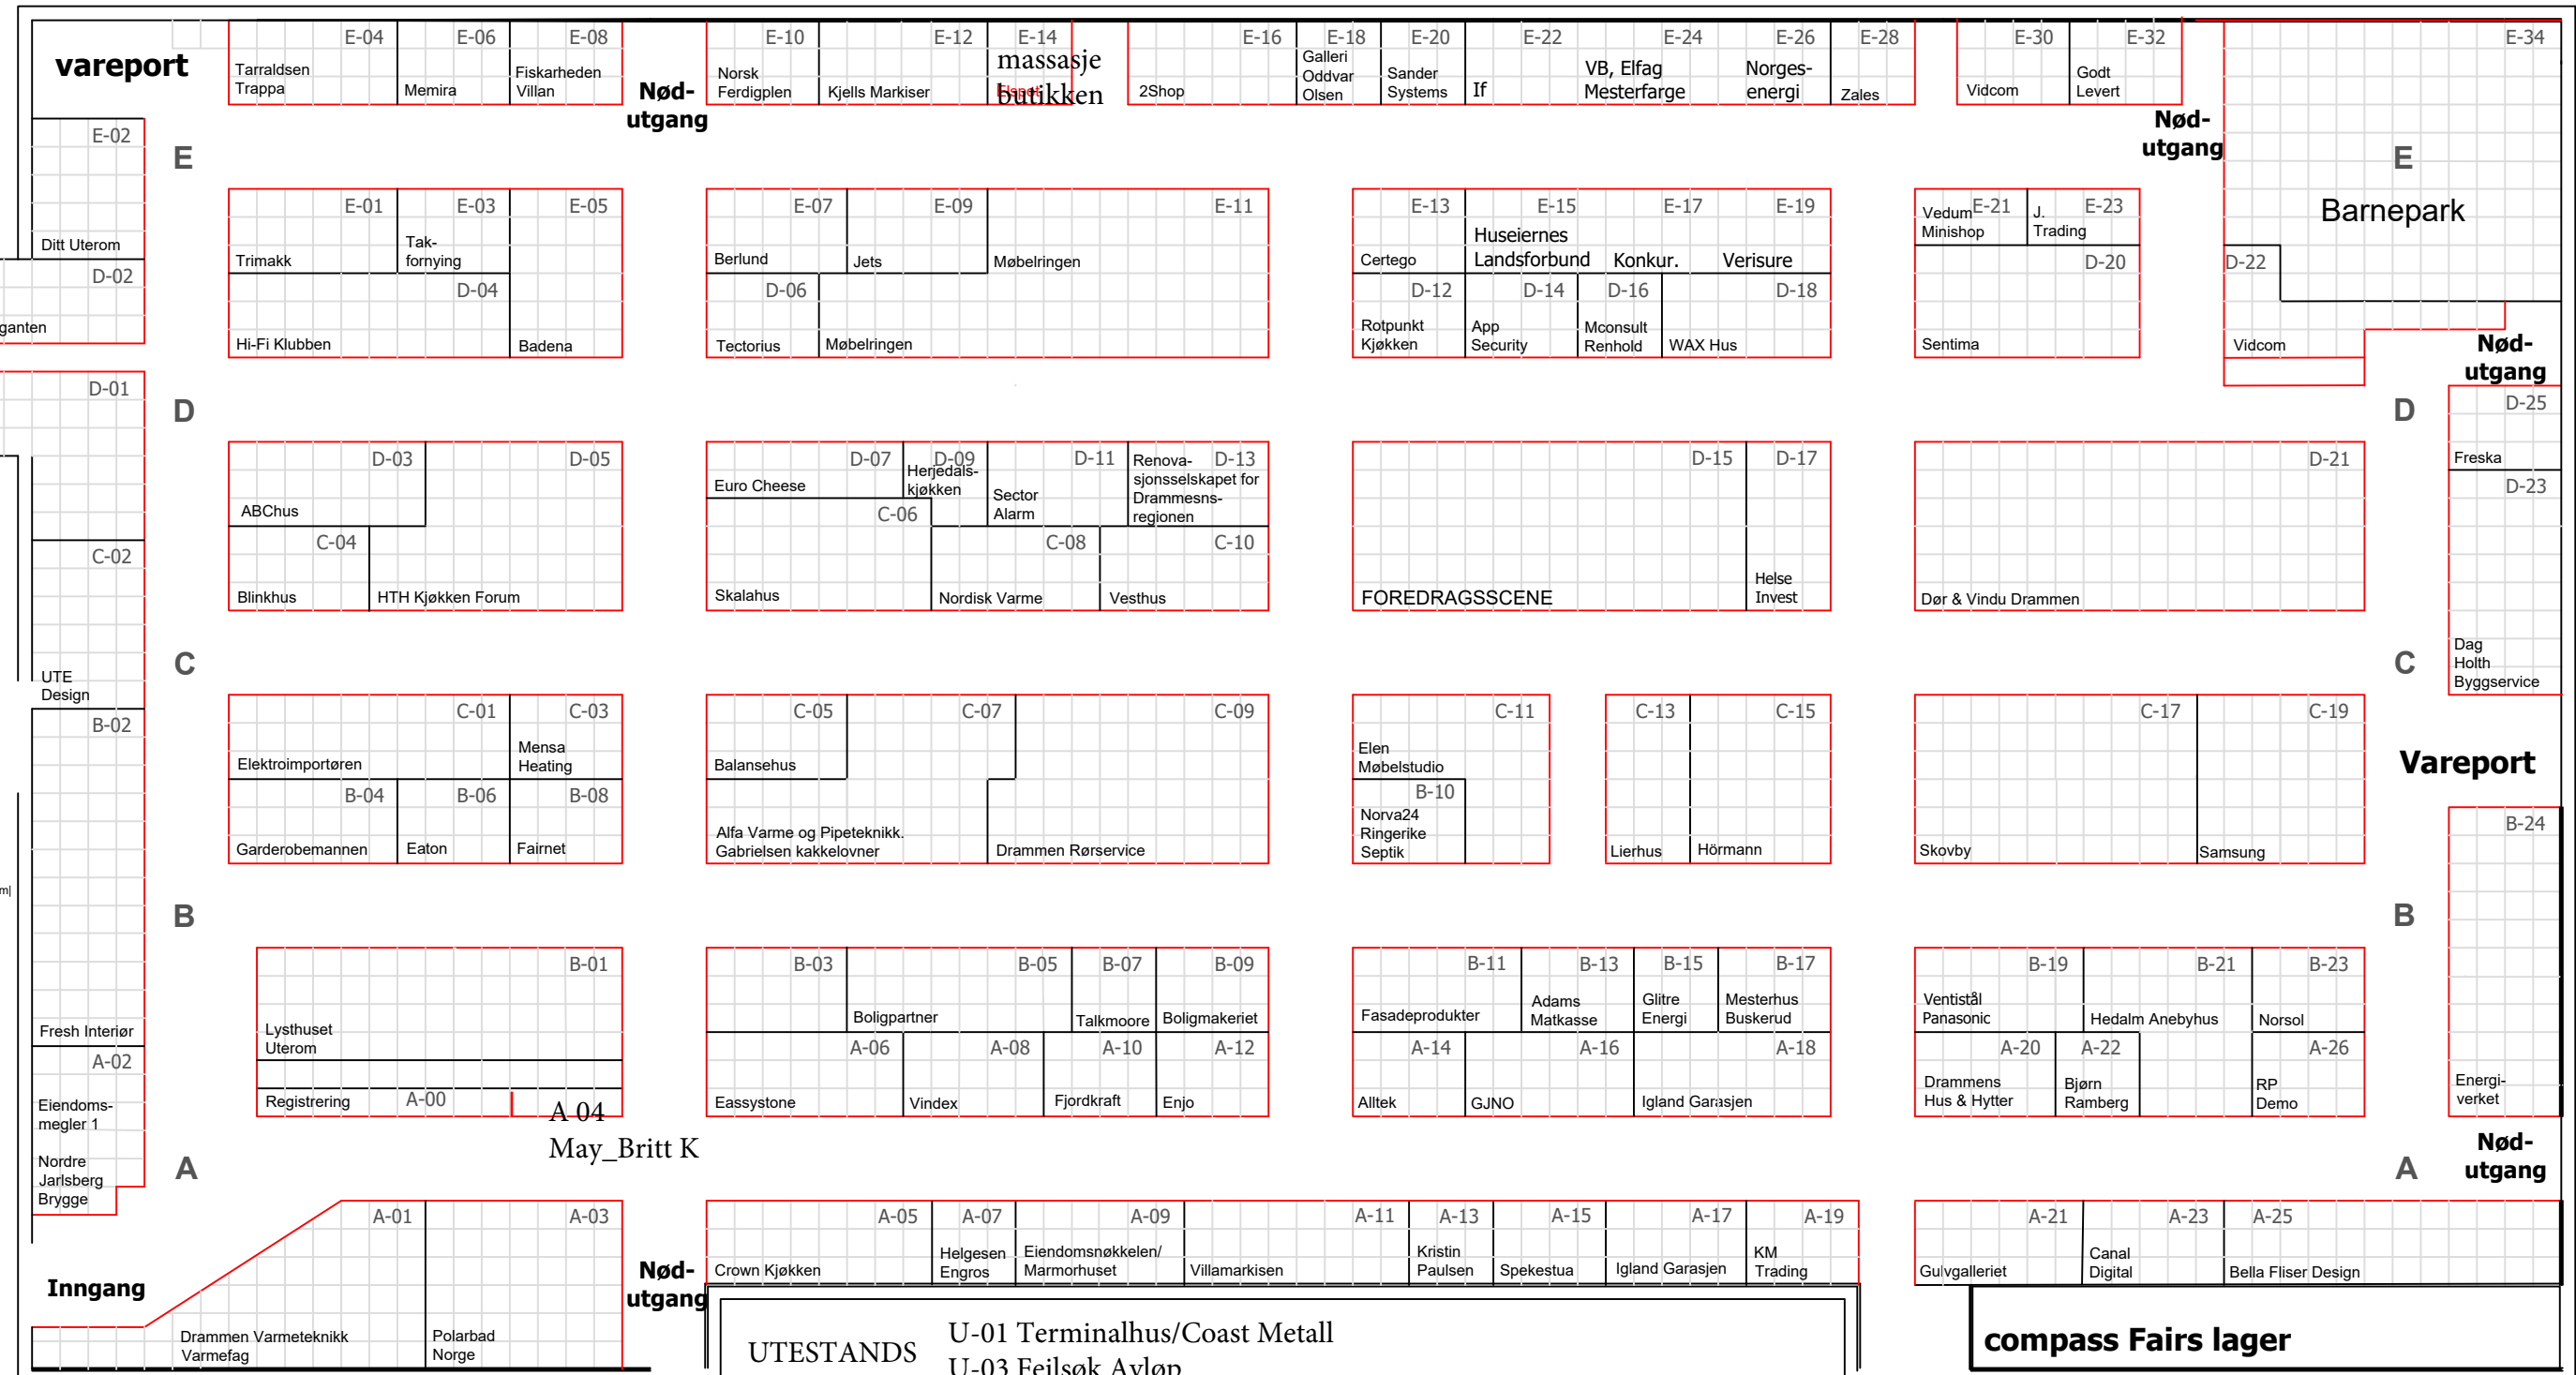 vareport
E-04
Tarraldsen
Trappa
E-06
Memira
E-08
Fiskarheden
Villan
Nød-
utgang
E-10
Norsk
Ferdigplen
E-12
Kjells Markiser
E-14
massasje
butikken
E-16
2Shop
E-18
Galleri
Oddvar
Olsen
E-20
Sander
Systems
E-22
If
E-24
VB, Elfag
Mesterfarge
E-26
Norges-
energi
E-28
Zales
E-30
Vidcom
E-32
Godt
Levert
Nød-
utgang
E-34
E
Barnepark
E-02
Ditt Uterom
E
E-01
Trimakk
E-03
Tak-
fornying
E-05
Badena
D-04
Hi-Fi Klubben
E-07
Berlund
E-09
Jets
E-11
Møbelringen
D-06
Tectorius
Møbelringen
E-13
Certego
E-15
Huseiernes
Landsforbund
E-17
Konkur.
E-19
Verisure
D-12
Rotpunkt
Kjøkken
D-14
App
Security
D-16
Mconsult
Renhold
D-18
WAX Hus
E-21
Vedum
Minishop
E-23
J.
Trading
D-20
Sentima
D-22
Vidcom
Nød-
utgang
D-02
ganten
D-01
D
D-03
ABChus
D-05
HTH Kjøkken Forum
C-04
Blinkhus
D-07
Euro Cheese
D-09
Herjedals-
kjøkken
D-11
Sector
Alarm
D-13
Renova-
sjonsselskapet for
Drammesns-
regionen
C-06
Skalahus
C-08
Nordisk Varme
C-10
Vesthus
D-15
FOREDRAGSSCENE
D-17
Helse
Invest
D-21
Dør & Vindu Drammen
D
D-25
Freska
D-23
Dag
Holth
Byggservice
C-02
UTE
Design
C
C-01
Elektroimportøren
C-03
Mensa
Heating
B-04
Garderobemannen
B-06
Eaton
B-08
Fairnet
C-05
Balansehus
C-07
Alfa Varme og Pipeteknikk.
Gabrielsen kakkelovner
C-09
Drammen Rørservice
C-11
Elen
Møbelstudio
B-10
Norva24
Ringerike
Septik
C-13
Lierhus
C-15
Hörmann
C-17
Skovby
C-19
Samsung
C
Vareport
B-24
Energi-
verket
B-02
Fresh Interiør
m|
B
B-01
Lysthuset
Uterom
Registrering
A-00
A 04
May_Britt K
B-03
B-05
Boligpartner
B-07
Talkmoore
B-09
Boligmakeriet
A-06
Eassystone
A-08
Vindex
A-10
Fjordkraft
A-12
Enjo
B-11
Fasadeprodukter
B-13
Adams
Matkasse
B-15
Glitre
Energi
B-17
Mesterhus
Buskerud
A-14
Alltek
A-16
GJNO
A-18
Igland Garasjen
B-19
Ventistål
Panasonic
B-21
Hedalm Anebyhus
B-23
Norsol
A-20
Drammens
Hus & Hytter
A-22
Bjørn
Ramberg
A-26
RP
Demo
B
Nød-
utgang
A-02
Eiendoms-
megler 1
Nordre
Jarlsberg
Brygge
A
Inngang
A-01
Drammen Varmeteknikk
Varmefag
A-03
Polarbad
Norge
Nød-
utgang
A-05
Crown Kjøkken
A-07
Helgesen
Engros
A-09
Eiendomsnøkkelen/
Marmorhuset
A-11
Villamarkisen
A-13
Kristin
Paulsen
A-15
Spekestua
A-17
Igland Garasjen
A-19
KM
Trading
A
A-21
Gulvgalleriet
A-23
Canal
Digital
A-25
Bella Fliser Design
UTESTANDS
U-01 Terminalhus/Coast Metall
U-03 Feilsøk Avløp
compass Fairs lager